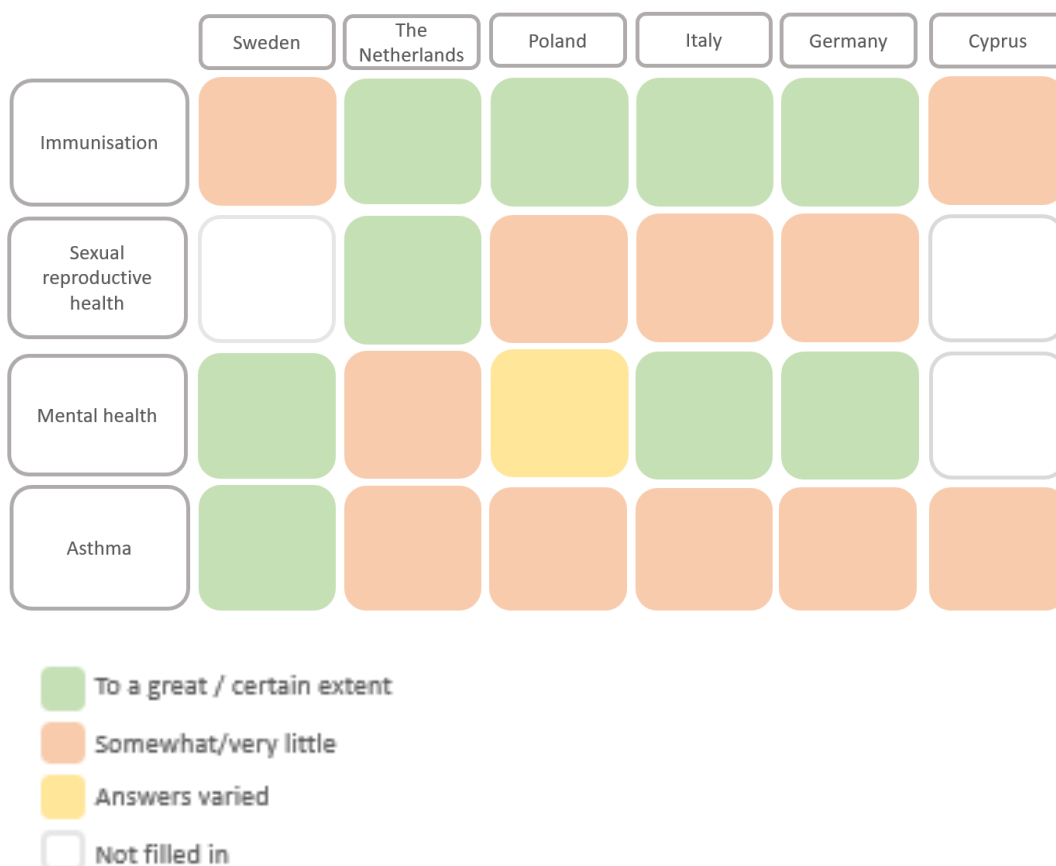 Sweden
The
Netherlands
Poland
Italy
Germany
Cyprus
Immunisation
Sexual
reproductive
health
Mental health
Asthma
To a great / certain extent
Somewhat/very little
Answers varied
Not filled in